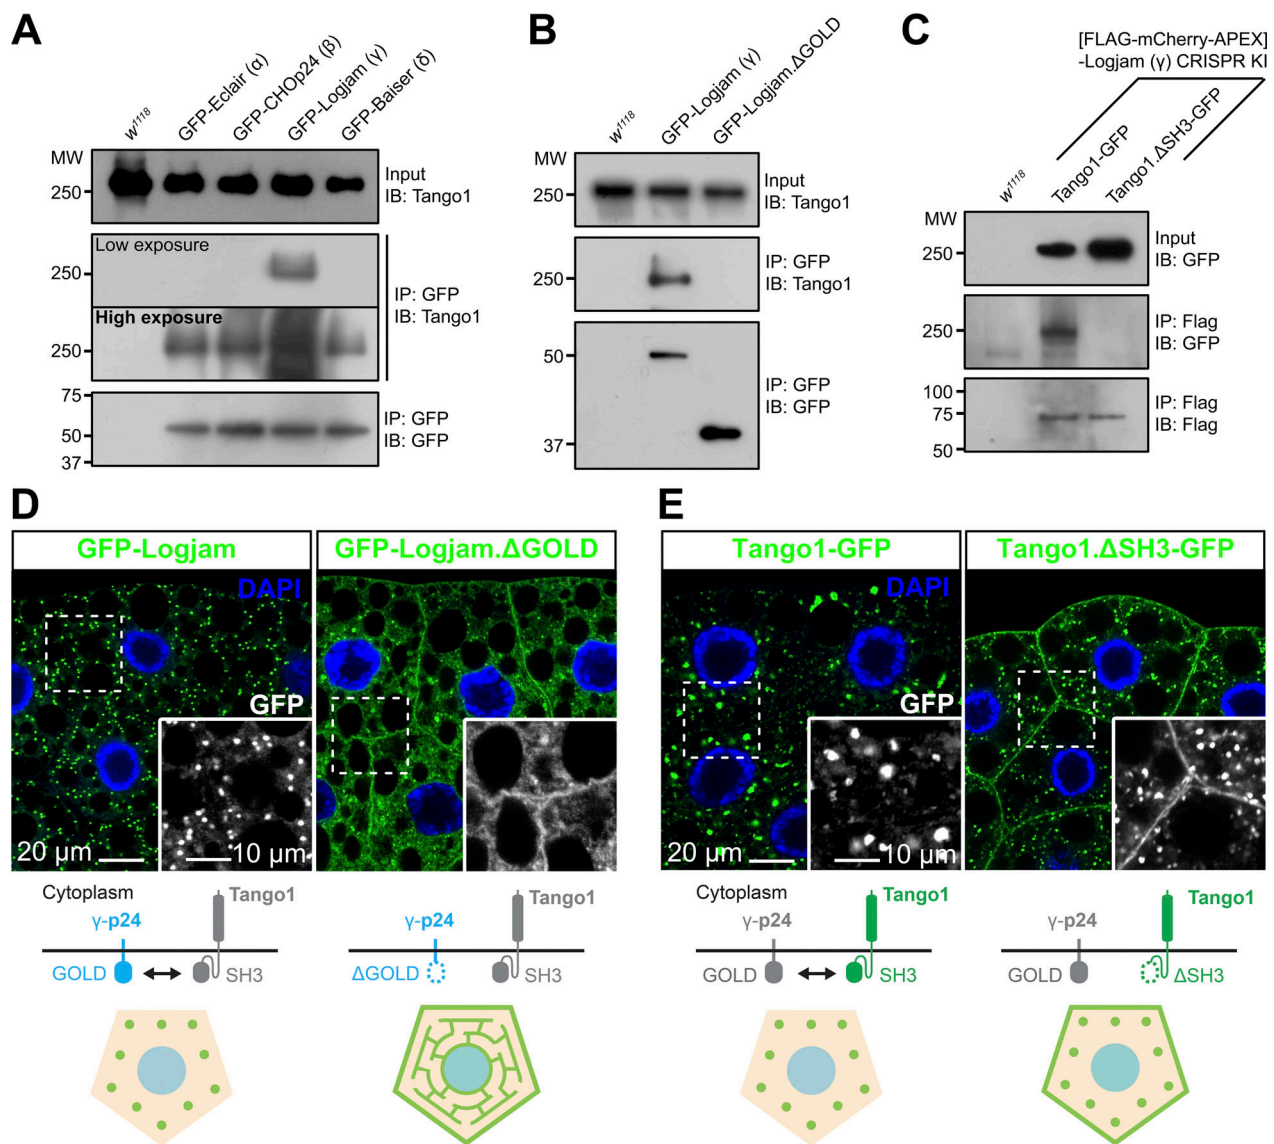 A
w1118
GFP-Eclair (α)
GFP-CHOp24 (β)
GFP-Logjam (γ)
GFP-Baiser (δ)
MW
250
Input
IB: Tango1
Low exposure
250
High exposure
250
IP: GFP
IB: Tango1
75
50
37
IP: GFP
IB: GFP
B
w1118
GFP-Logjam (γ)
GFP-Logjam.ΔGOLD
MW
250
Input
IB: Tango1
250
IP: GFP
IB: Tango1
50
37
IP: GFP
IB: GFP
C
[FLAG-mCherry-APEX]
-Logjam (γ) CRISPR KI
w1118
Tango1-GFP
Tango1.ΔSH3-GFP
MW
250
Input
IB: GFP
250
IP: Flag
IB: GFP
100
75
50
IP: Flag
IB: Flag
D
GFP-Logjam
GFP-Logjam.ΔGOLD
DAPI
GFP
20 μm
10 μm
Cytoplasm
Tango1
γ-p24
GOLD
SH3
Tango1
γ-p24
ΔGOLD
SH3
E
Tango1-GFP
Tango1.ΔSH3-GFP
DAPI
GFP
20 μm
10 μm
Cytoplasm
Tango1
γ-p24
GOLD
SH3
Tango1
γ-p24
GOLD
ΔSH3